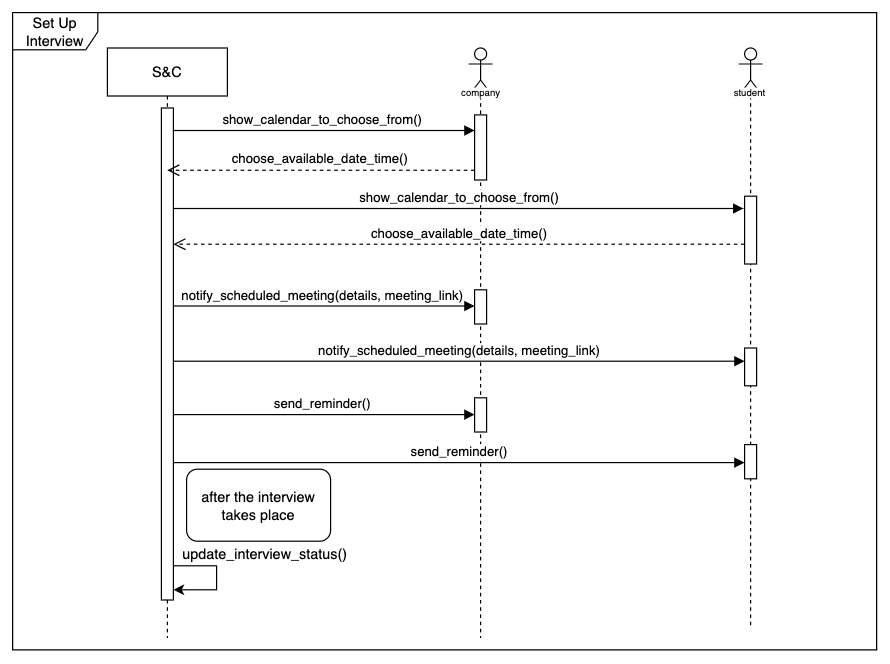 Set Up
Interview
S&C
company
student
show_calendar_to_choose_from()
choose_available_date_time()
show_calendar_to_choose_from()
choose_available_date_time()
notify_scheduled_meeting(details, meeting_link)
notify_scheduled_meeting(details, meeting_link)
send_reminder()
send_reminder()
after the interview
takes place
update_interview_status()